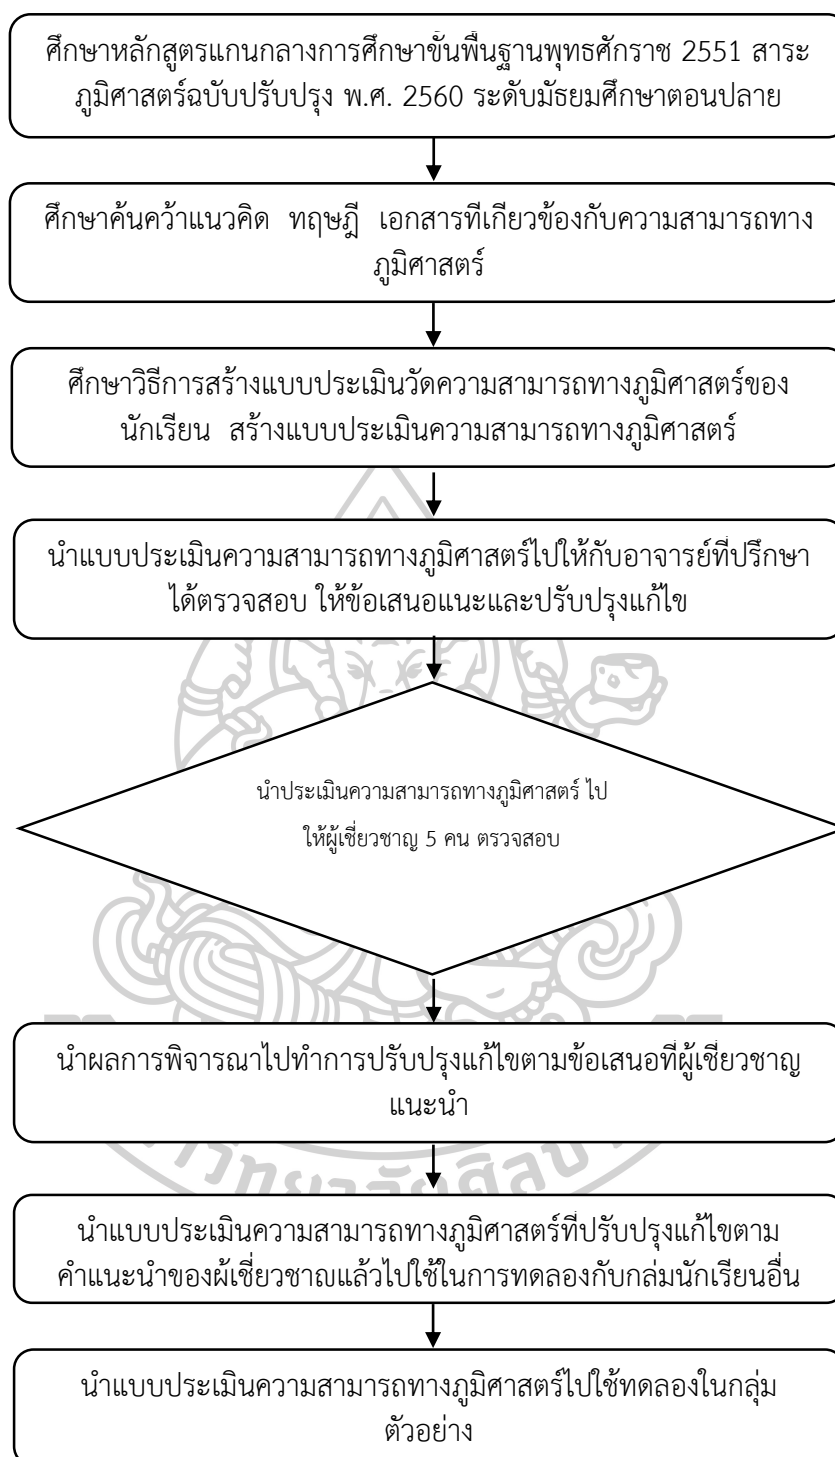 ศึกษาหลักสูตรแกนกลางการศึกษาขั้นพื้นฐานพุทธศักราช 2551 สาระ
ภูมิศาสตร์ฉบับปรับปรุง พ.ศ. 2560 ระดับมัธยมศึกษาตอนปลาย
ศึกษาค้นคว้าแนวคิด ทฤษฎี เอกสารที่เกี่ยวข้องกับความสามารถทาง
ภูมิศาสตร์
ศึกษาวิธีการสร้างแบบประเมินวัดความสามารถทางภูมิศาสตร์ของ
นักเรียน สร้างแบบประเมินความสามารถทางภูมิศาสตร์
นำแบบประเมินความสามารถทางภูมิศาสตร์ไปให้กับอาจารย์ที่ปรึกษา
ได้ตรวจสอบ ให้ข้อเสนอแนะและปรับปรุงแก้ไข
นำประเมินความสามารถทางภูมิศาสตร์ ไป
ให้ผู้เชี่ยวชาญ 5 คน ตรวจสอบ
นำผลการพิจารณาไปทำการปรับปรุงแก้ไขตามข้อเสนอที่ผู้เชี่ยวชาญ
แนะนำ
นำแบบประเมินความสามารถทางภูมิศาสตร์ที่ปรับปรุงแก้ไขตาม
คำแนะนำของผู้เชี่ยวชาญแล้วไปใช้ในการทดลองกับกลุ่มนักเรียนอื่น
นำแบบประเมินความสามารถทางภูมิศาสตร์ไปใช้ทดลองในกลุ่ม
ตัวอย่าง